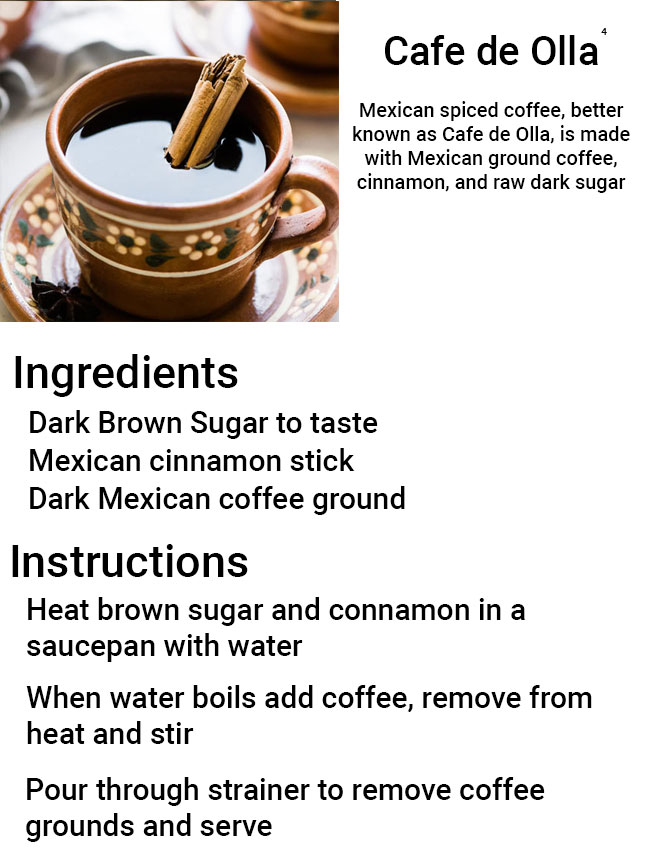 Cafe de Olla⁴
Mexican spiced coffee, better
known as Cafe de Olla, is made
with Mexican ground coffee,
cinnamon, and raw dark sugar
Ingredients
Dark Brown Sugar to taste
Mexican cinnamon stick
Dark Mexican coffee ground
Instructions
Heat brown sugar and connamon in a
saucepan with water
When water boils add coffee, remove from
heat and stir
Pour through strainer to remove coffee
grounds and serve